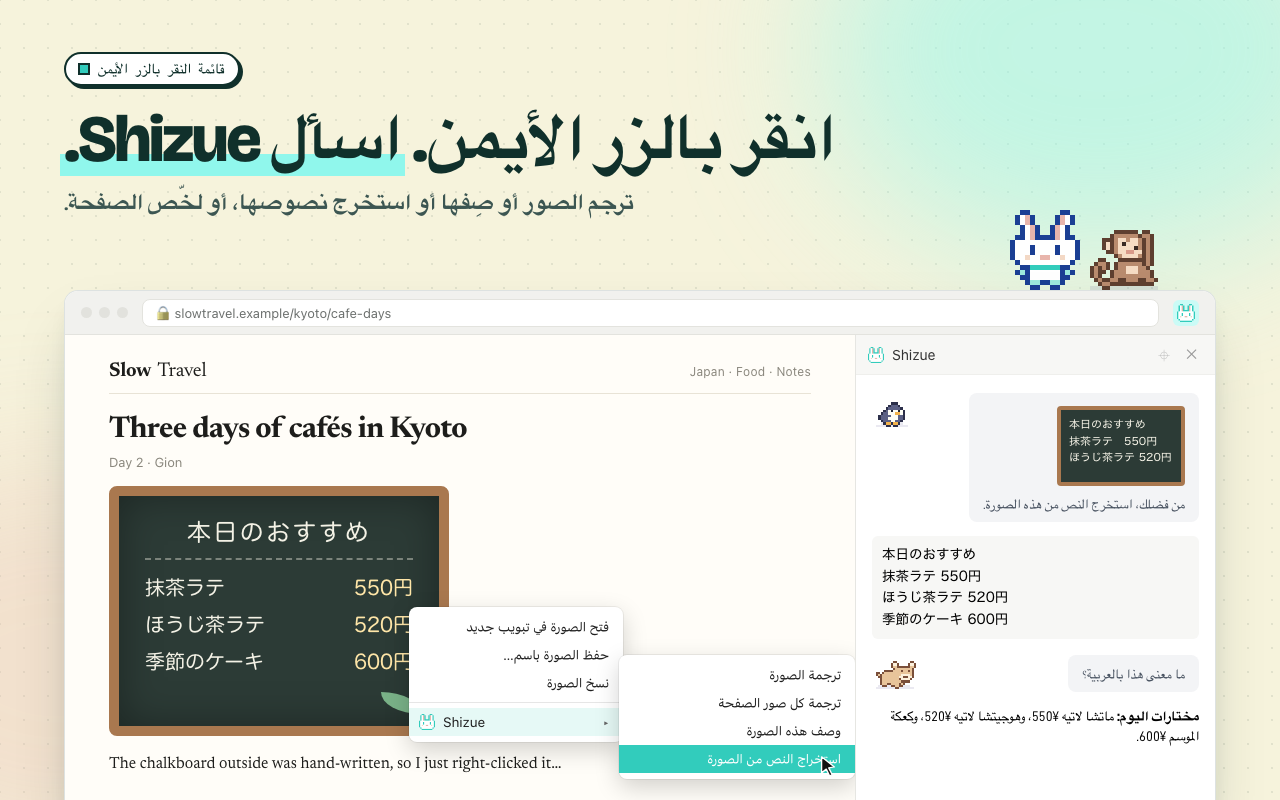 قائمة النقر بالزر الأيمن
انقر بالزر الأيمن. اسأل Shizue.
ترجم الصور أو صِفها أو استخرج نصوصها، أو لخّص الصفحة.
slowtravel.example/kyoto/cafe-days
Slow Travel
Japan · Food · Notes
Three days of cafés in Kyoto
Day 2 · Gion
本日のおすすめ
抹茶ラテ 550円
ほうじ茶ラテ 520円
季節のケーキ 600円
The chalkboard outside was hand-written, so I just right-clicked it…
فتح الصورة في تبويب جديد
حفظ الصورة باسم...
نسخ الصورة
Shizue
ترجمة الصورة
ترجمة كل صور الصفحة
وصف هذه الصورة
استخراج النص من الصورة
Shizue
本日のおすすめ
抹茶ラテ 550円
ほうじ茶ラテ 520円
من فضلك، استخرج النص من هذه الصورة.
本日のおすすめ
抹茶ラテ 550円
ほうじ茶ラテ 520円
季節のケーキ 600円
ما معنى هذا بالعربية؟
مختارات اليوم: ماتشا لاتيه ¥550، وهوجيتشا لاتيه ¥520، وكعكة
الموسم ¥600.